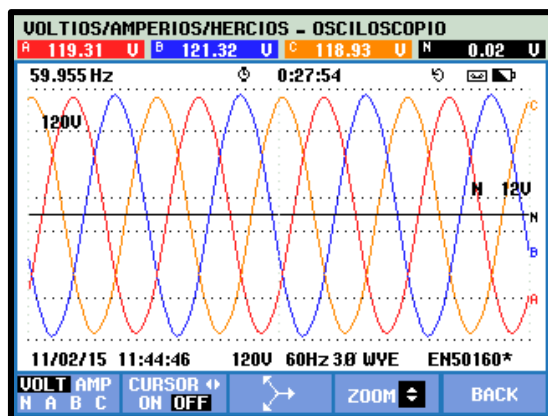 VOLTIOS/AMPERIOS/HERCIOS - OSCILOSCOPIO
A 119.31 V B 121.32 V C 118.93 V N 0.02 V
59.955 Hz 0:27:54
C
120V
N 12V
N
B
A
11/02/15 11:44:46 120V 60Hz 3Ø WYE EN50160*
VOLT AMP CURSOR ZOOM BACK
N A B C ON OFF